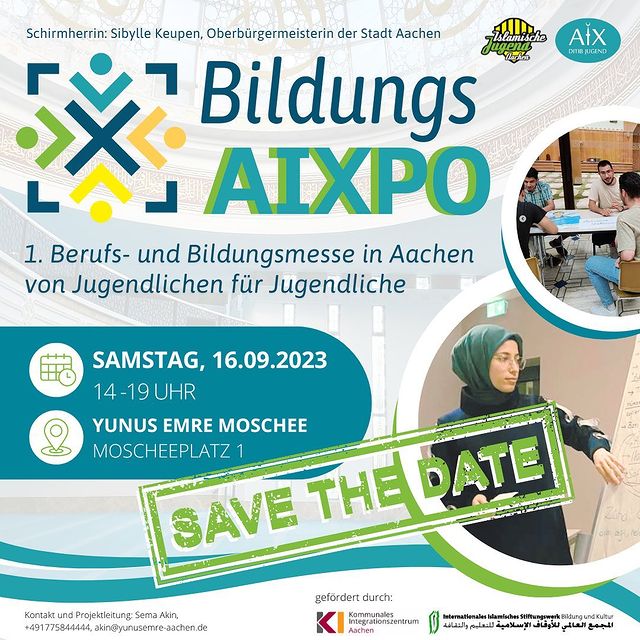 Schirmherrin: Sibylle Keupen, Oberbürgermeisterin der Stadt Aachen
Islamische
Jugend
Aachen
AiX
DITIB JUGEND
Bildungs
AIXPO
1. Berufs- und Bildungsmesse in Aachen
von Jugendlichen für Jugendliche
SAMSTAG, 16.09.2023
14 -19 UHR
YUNUS EMRE MOSCHEE
MOSCHEEPLATZ 1
SAVE THE DATE
gefördert durch:
Kontakt und Projektleitung: Sema Akin,
+491775844444, akin@yunusemre-aachen.de
KI
Kommunales
Integrationszentrum
Aachen
Internationales Islamisches Stiftungswerk Bildung und Kultur
المجمع العالمي للأوقاف الإسلامية للتعليم والثقافة